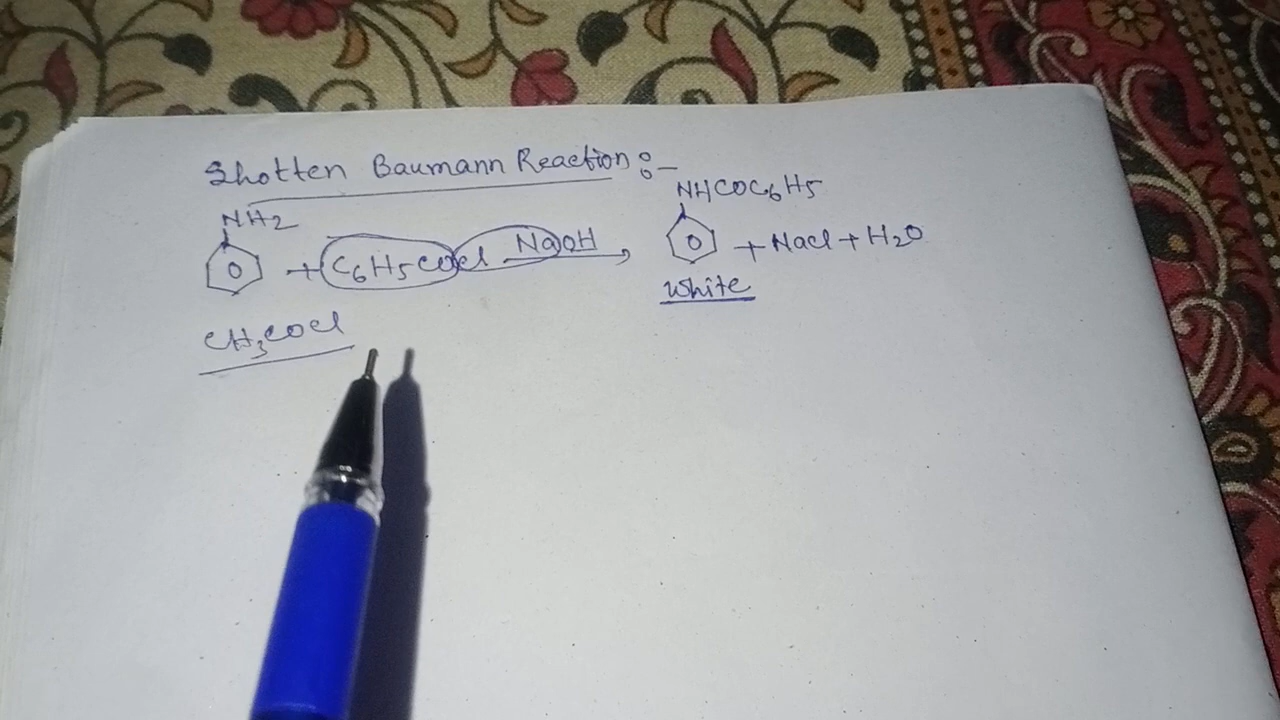 Shotten Baumann Reaction :-
NH2 NHCOC6H5
+ C6H5COCl NaOH → + NaCl + H2O
White
CH3COCl